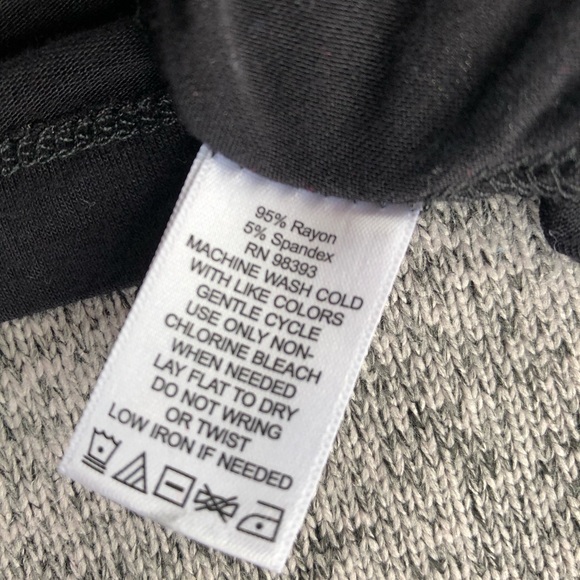 95% Rayon
5% Spandex
RN 98393
MACHINE WASH COLD
WITH LIKE COLORS
GENTLE CYCLE
USE ONLY NON-
CHLORINE BLEACH
WHEN NEEDED
LAY FLAT TO DRY
DO NOT WRING
OR TWIST
LOW IRON IF NEEDED